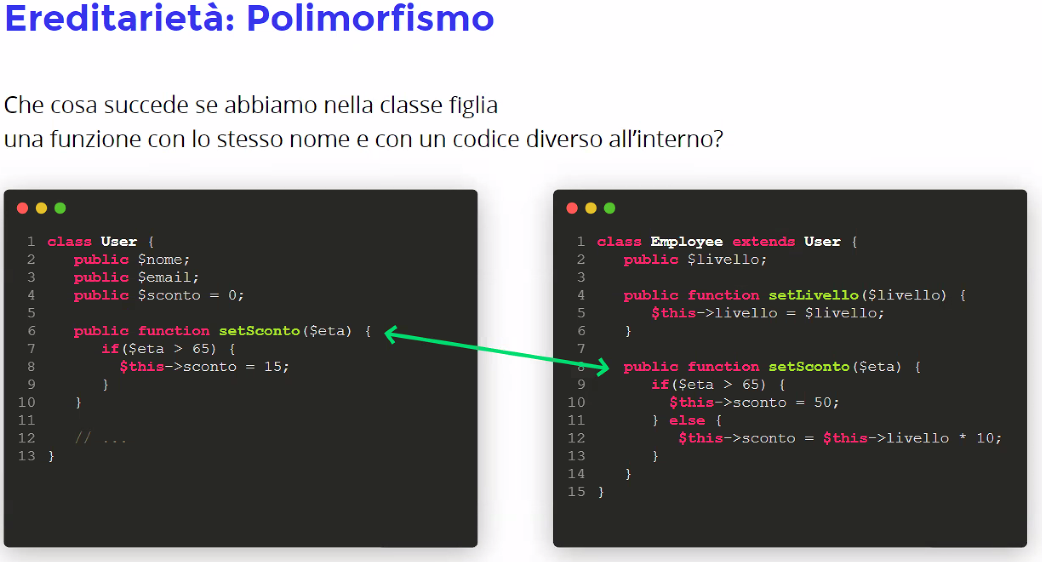 Ereditarietà: Polimorfismo
Che cosa succede se abbiamo nella classe figlia
una funzione con lo stesso nome e con un codice diverso all’interno?
1 class User {
2 public $nome;
3 public $email;
4 public $sconto = 0;
5
6 public function setSconto($eta) {
7 if($eta > 65) {
8 $this->sconto = 15;
9 }
10 }
11
12 // ...
13 }
1 class Employee extends User {
2 public $livello;
3
4 public function setLivello($livello) {
5 $this->livello = $livello;
6 }
7
8 public function setSconto($eta) {
9 if($eta > 65) {
10 $this->sconto = 50;
11 } else {
12 $this->sconto = $this->livello * 10;
13 }
14 }
15 }